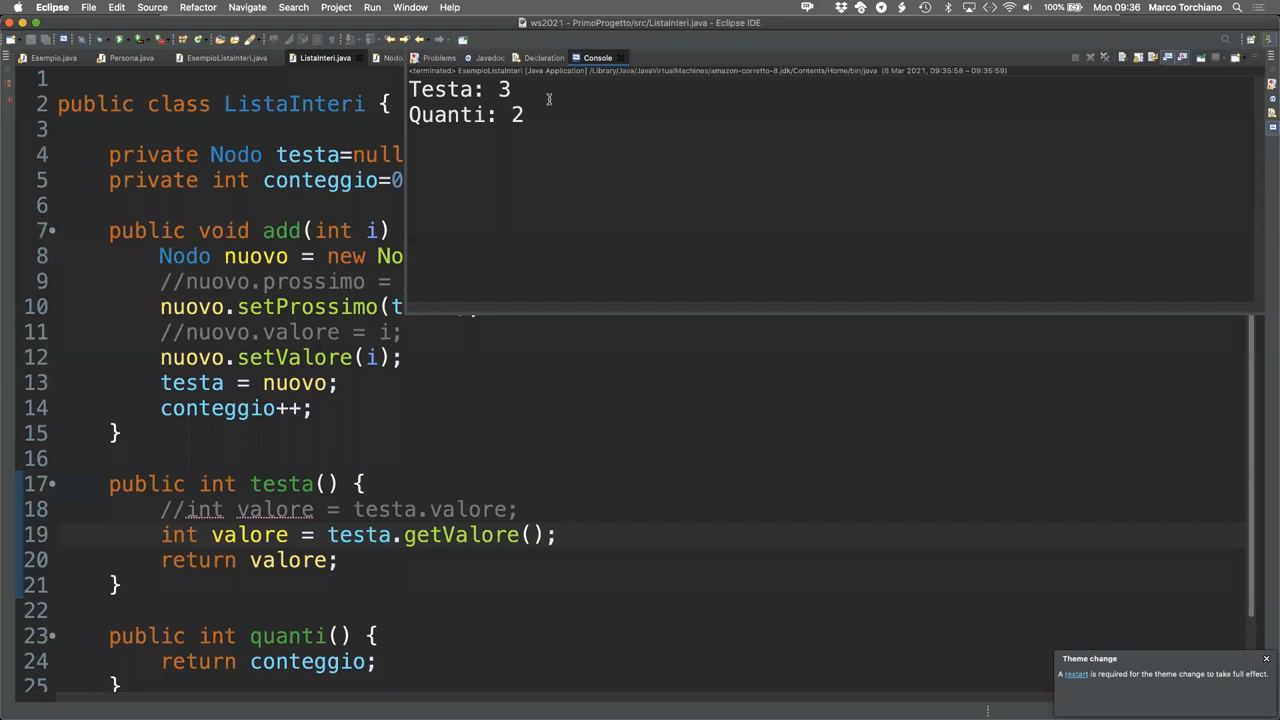 Eclipse File Edit Source Refactor Navigate Search Project Run Window Help 100% Marco Torchiano Mon 09:36
ws2021 - PrimoProgetto/src/ListaInteri.java - Eclipse IDE
Esempio.java Persona.java EsempioListaInteri.java ListaInteri.java Nodo. Problems Javadoc Declaration Console
<terminated> EsempioListaInteri [Java Application] /Library/Java/JavaVirtualMachines/amazon-corretto-8.jdk/Contents/Home/bin/java (8 Mar 2021, 09:35:58 – 09:35:59)
Testa: 3
Quanti: 2
1
2 public class ListaInteri {
3
4 private Nodo testa=null
5 private int conteggio=0
6
7 public void add(int i)
8 Nodo nuovo = new No
9 //nuovo.prossimo =
10 nuovo.setProssimo(t
11 //nuovo.valore = i;
12 nuovo.setValore(i);
13 testa = nuovo;
14 conteggio++;
15 }
16
17 public int testa() {
18 //int valore = testa.valore;
19 int valore = testa.getValore();
20 return valore;
21 }
22
23 public int quanti() {
24 return conteggio;
25 }
Theme change
A restart is required for the theme change to take full effect.